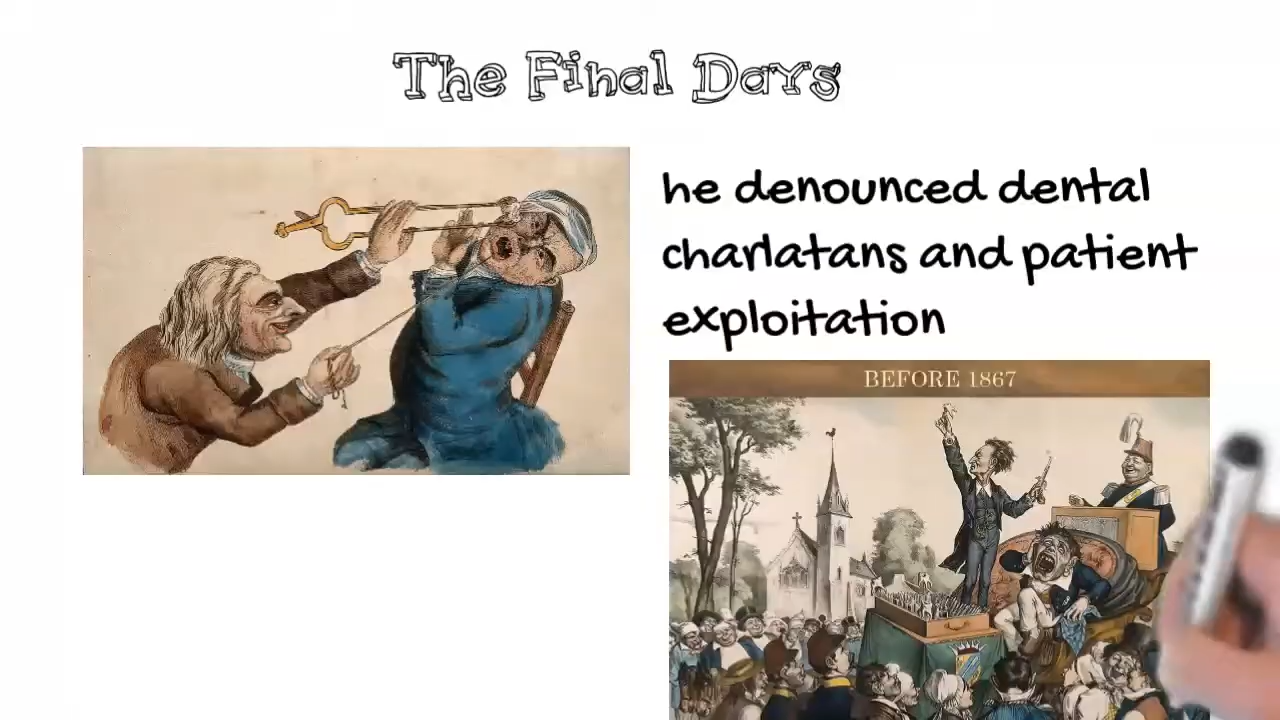 The Final Days
he denounced dental
charlatans and patient
exploitation
BEFORE 1867